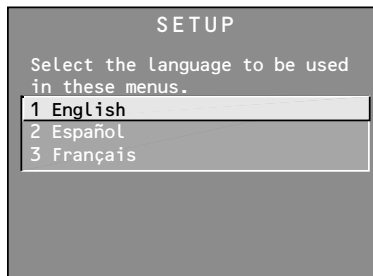 SETUP
Select the language to be used
in these menus.
1 English
2 Español
3 Français